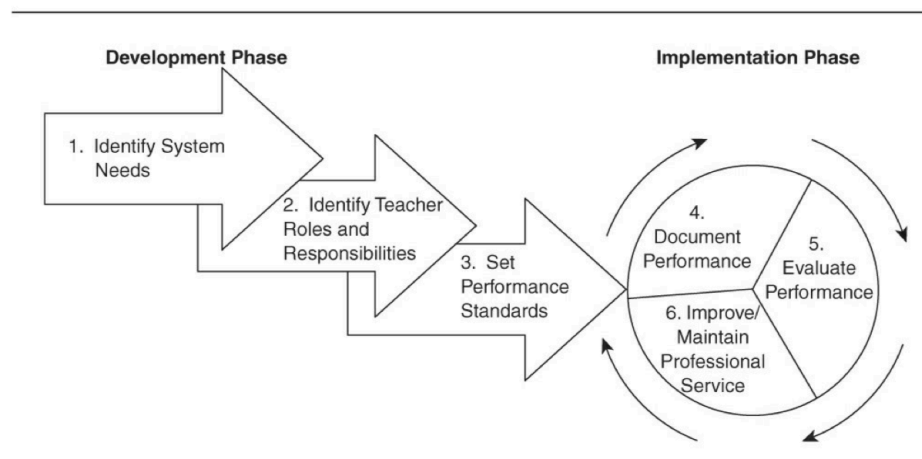 Development Phase
Implementation Phase
1. Identify System
Needs
2. Identify Teacher
Roles and
Responsibilities
3. Set
Performance
Standards
4.
Document
Performance
5.
Evaluate
Performance
6. Improve/
Maintain
Professional
Service